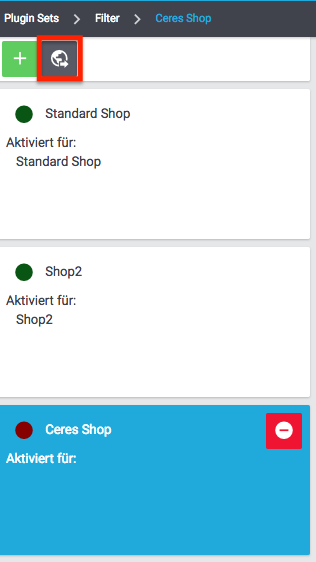 Plugin Sets > Filter > Ceres Shop
Standard Shop
Aktiviert für:
Standard Shop
Shop2
Aktiviert für:
Shop2
Ceres Shop
Aktiviert für: